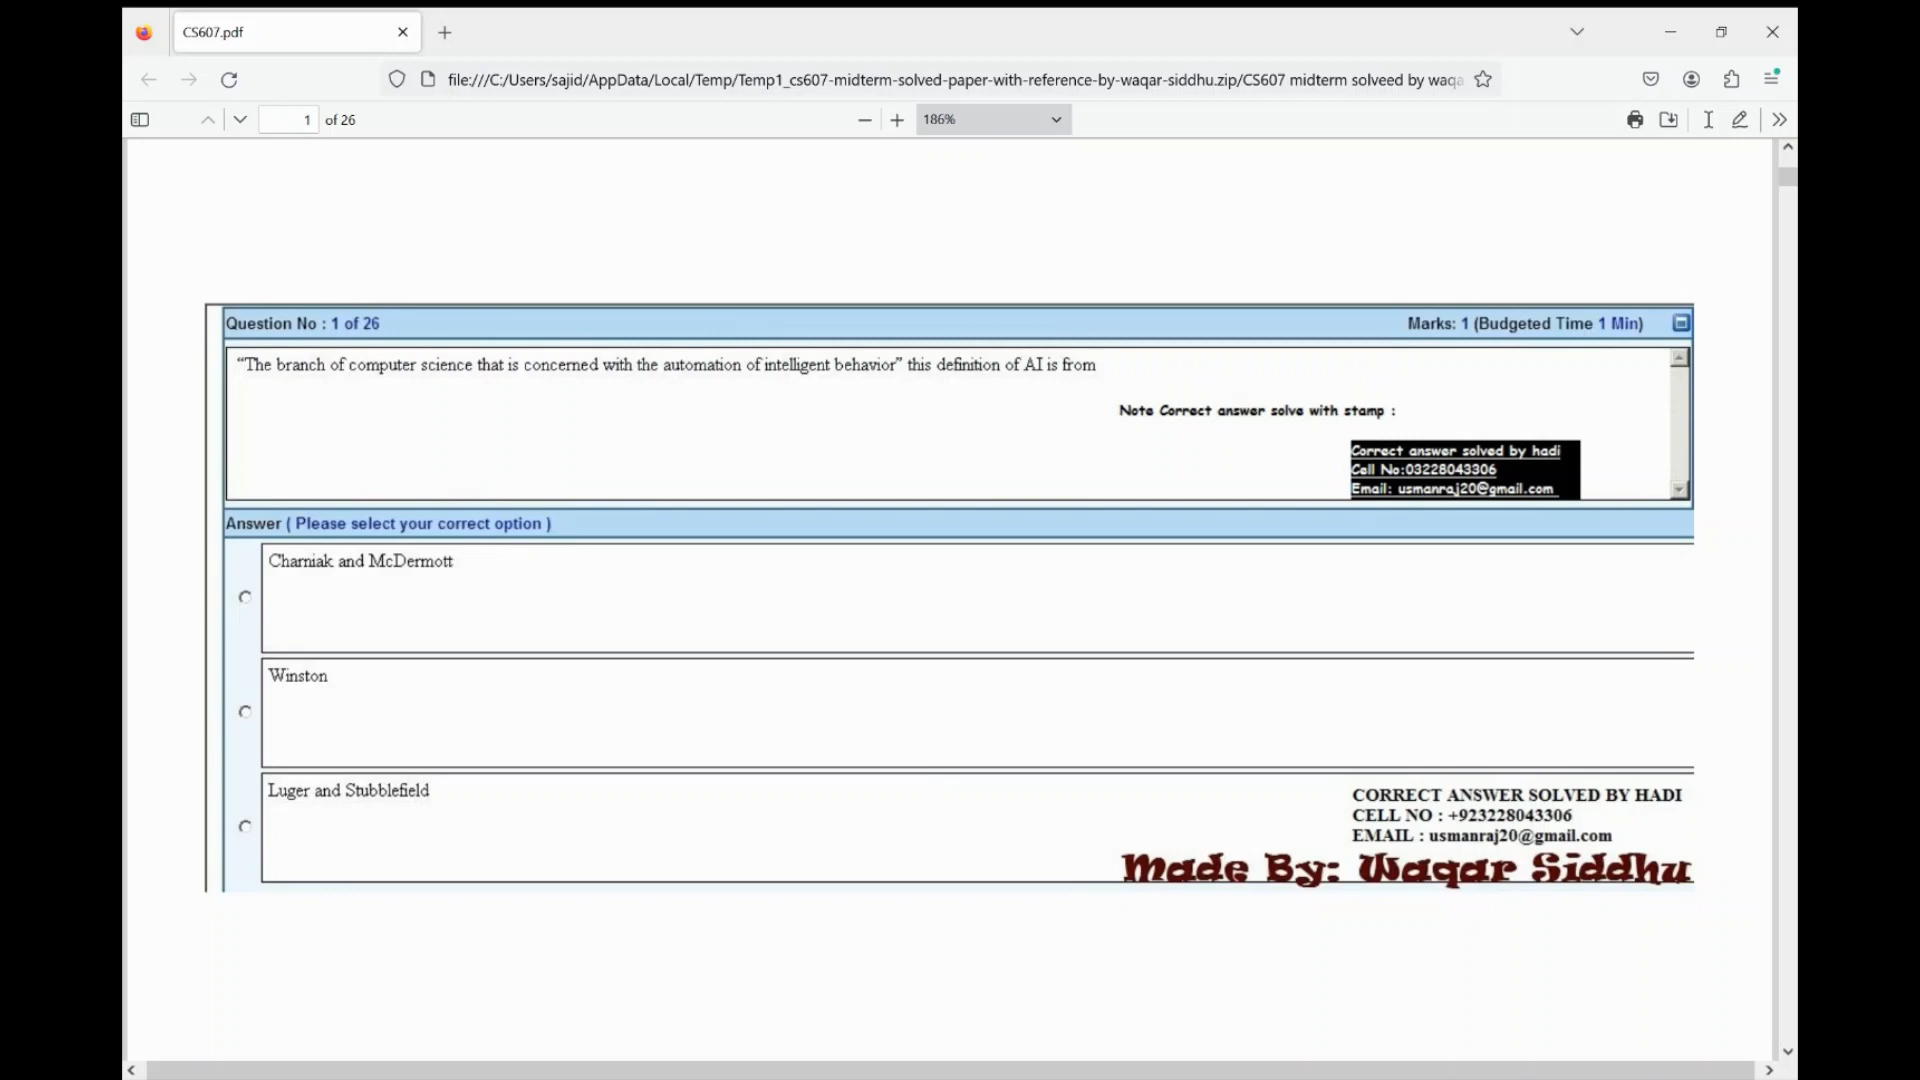 CS607.pdf
file:///C:/Users/sajid/AppData/Local/Temp/Temp1_cs607-midterm-solved-paper-with-reference-by-waqar-siddhu.zip/CS607 midterm solveed by waqa
1 of 26
186%
Question No : 1 of 26 Marks: 1 (Budgeted Time 1 Min)
“The branch of computer science that is concerned with the automation of intelligent behavior” this definition of AI is from
Note Correct answer solve with stamp :
Correct answer solved by hadi
Cell No:03228043306
Email: usmanraj20@gmail.com
Answer ( Please select your correct option )
Charniak and McDermott
Winston
Luger and Stubblefield
CORRECT ANSWER SOLVED BY HADI
CELL NO : +923228043306
EMAIL : usmanraj20@gmail.com
Made By: Waqar Siddhu